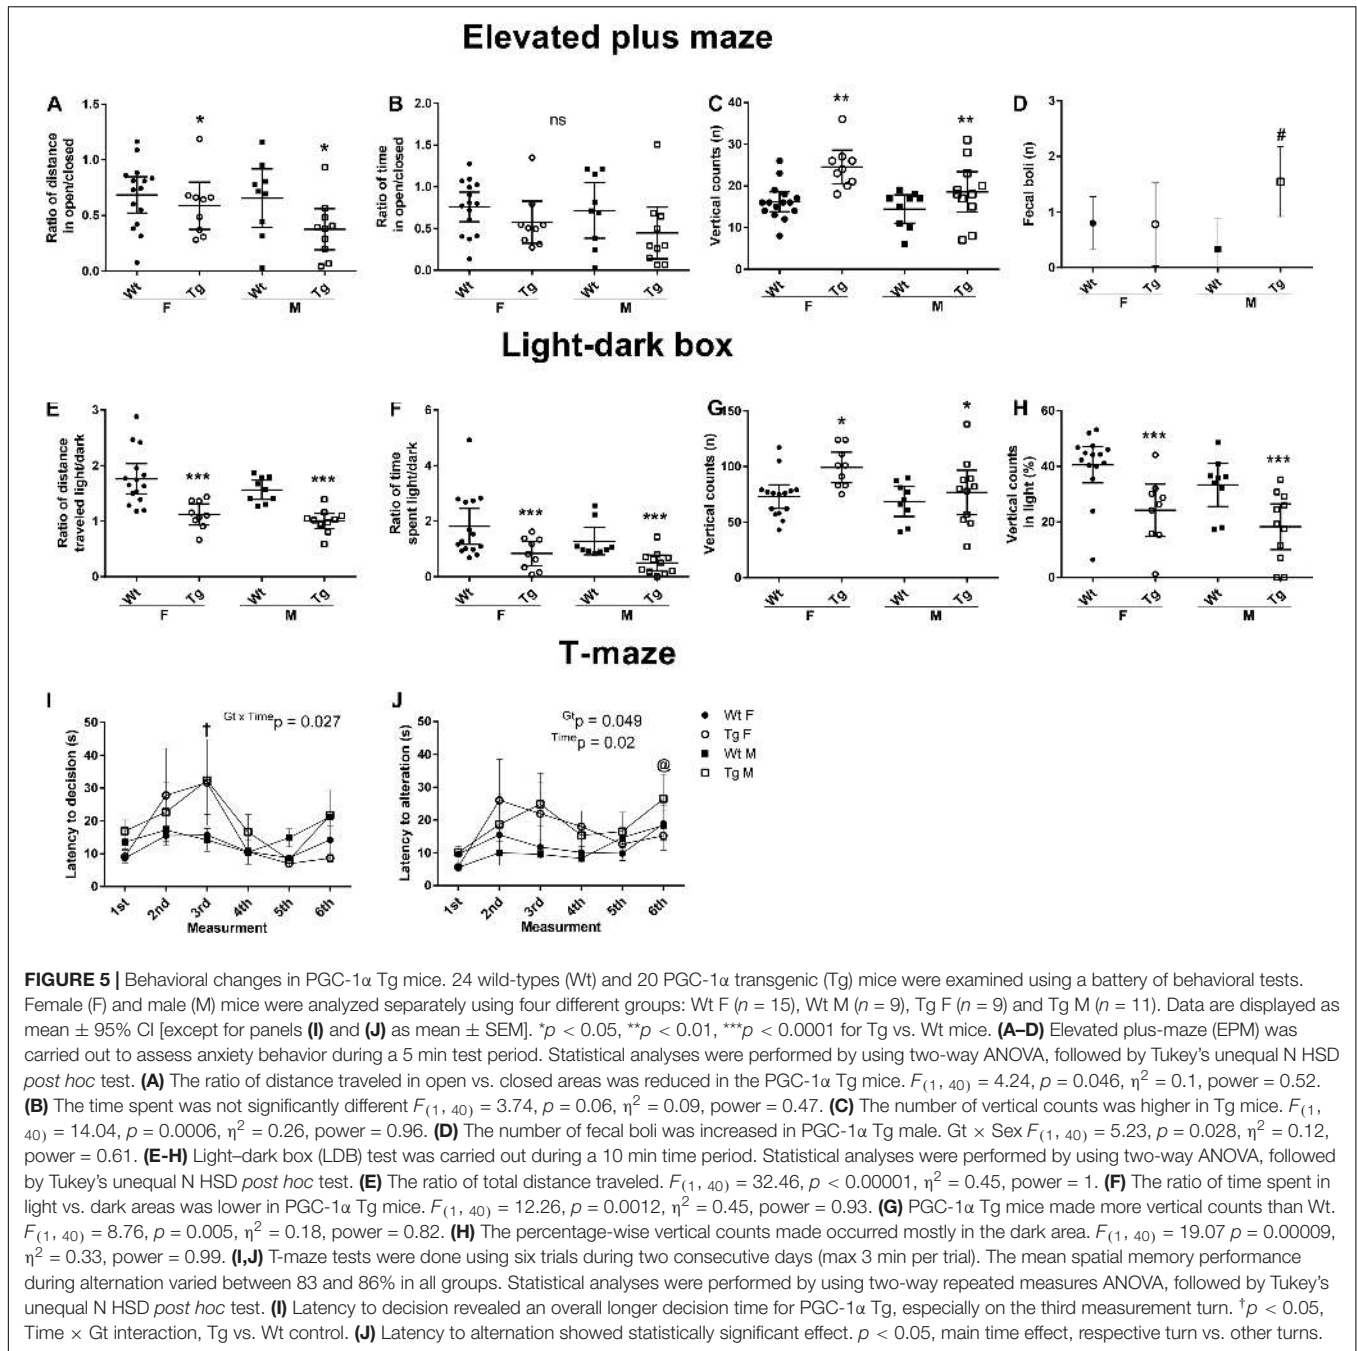 Elevated plus maze
A
Ratio of distance
in open/closed
1.5
1.0
0.5
0.0
*
*
Wt
Tg
Wt
Tg
F
M
B
Ratio of time
in open/closed
2.0
1.5
1.0
0.5
0.0
ns
Wt
Tg
Wt
Tg
F
M
C
Vertical counts (n)
40
30
20
10
0
**
**
Wt
Tg
Wt
Tg
F
M
D
Fecal boli (n)
3
2
1
0
#
Wt
Tg
Wt
Tg
F
M
Light-dark box
E
Ratio of distance
traveled light/dark
3
2
1
0
***
***
Wt
Tg
Wt
Tg
F
M
F
Ratio of time
spent light/dark
6
4
2
0
***
***
Wt
Tg
Wt
Tg
F
M
G
Vertical counts (n)
150
100
50
0
*
*
Wt
Tg
Wt
Tg
F
M
H
Vertical counts
in light (%)
60
40
20
0
***
***
Wt
Tg
Wt
Tg
F
M
T-maze
I
Latency to decision (s)
50
40
30
20
10
0
†
Gt x Time p = 0.027
1st
2nd
3rd
4th
5th
6th
Measurment
J
Latency to alteration (s)
50
40
30
20
10
0
Gt p = 0.049
Time p = 0.02
@
1st
2nd
3rd
4th
5th
6th
Measurment
Wt F
Tg F
Wt M
Tg M
FIGURE 5 | Behavioral changes in PGC-1α Tg mice. 24 wild-types (Wt) and 20 PGC-1α transgenic (Tg) mice were examined using a battery of behavioral tests.
Female (F) and male (M) mice were analyzed separately using four different groups: Wt F (n = 15), Wt M (n = 9), Tg F (n = 9) and Tg M (n = 11). Data are displayed as
mean ± 95% CI [except for panels (I) and (J) as mean ± SEM]. *p < 0.05, **p < 0.01, ***p < 0.0001 for Tg vs. Wt mice. (A–D) Elevated plus-maze (EPM) was
carried out to assess anxiety behavior during a 5 min test period. Statistical analyses were performed by using two-way ANOVA, followed by Tukey's unequal N HSD
post hoc test. (A) The ratio of distance traveled in open vs. closed areas was reduced in the PGC-1α Tg mice. F(1, 40) = 4.24, p = 0.046, η² = 0.1, power = 0.52.
(B) The time spent was not significantly different F(1, 40) = 3.74, p = 0.06, η² = 0.09, power = 0.47. (C) The number of vertical counts was higher in Tg mice. F(1,
40) = 14.04, p = 0.0006, η² = 0.26, power = 0.96. (D) The number of fecal boli was increased in PGC-1α Tg male. Gt × Sex F(1, 40) = 5.23, p = 0.028, η² = 0.12,
power = 0.61. (E-H) Light–dark box (LDB) test was carried out during a 10 min time period. Statistical analyses were performed by using two-way ANOVA, followed
by Tukey's unequal N HSD post hoc test. (E) The ratio of total distance traveled. F(1, 40) = 32.46, p < 0.00001, η² = 0.45, power = 1. (F) The ratio of time spent in
light vs. dark areas was lower in PGC-1α Tg mice. F(1, 40) = 12.26, p = 0.0012, η² = 0.45, power = 0.93. (G) PGC-1α Tg mice made more vertical counts than Wt.
F(1, 40) = 8.76, p = 0.005, η² = 0.18, power = 0.82. (H) The percentage-wise vertical counts made occurred mostly in the dark area. F(1, 40) = 19.07 p = 0.00009,
η² = 0.33, power = 0.99. (I,J) T-maze tests were done using six trials during two consecutive days (max 3 min per trial). The mean spatial memory performance
during alternation varied between 83 and 86% in all groups. Statistical analyses were performed by using two-way repeated measures ANOVA, followed by Tukey's
unequal N HSD post hoc test. (I) Latency to decision revealed an overall longer decision time for PGC-1α Tg, especially on the third measurement turn. †p < 0.05,
Time × Gt interaction, Tg vs. Wt control. (J) Latency to alternation showed statistically significant effect. p < 0.05, main time effect, respective turn vs. other turns.